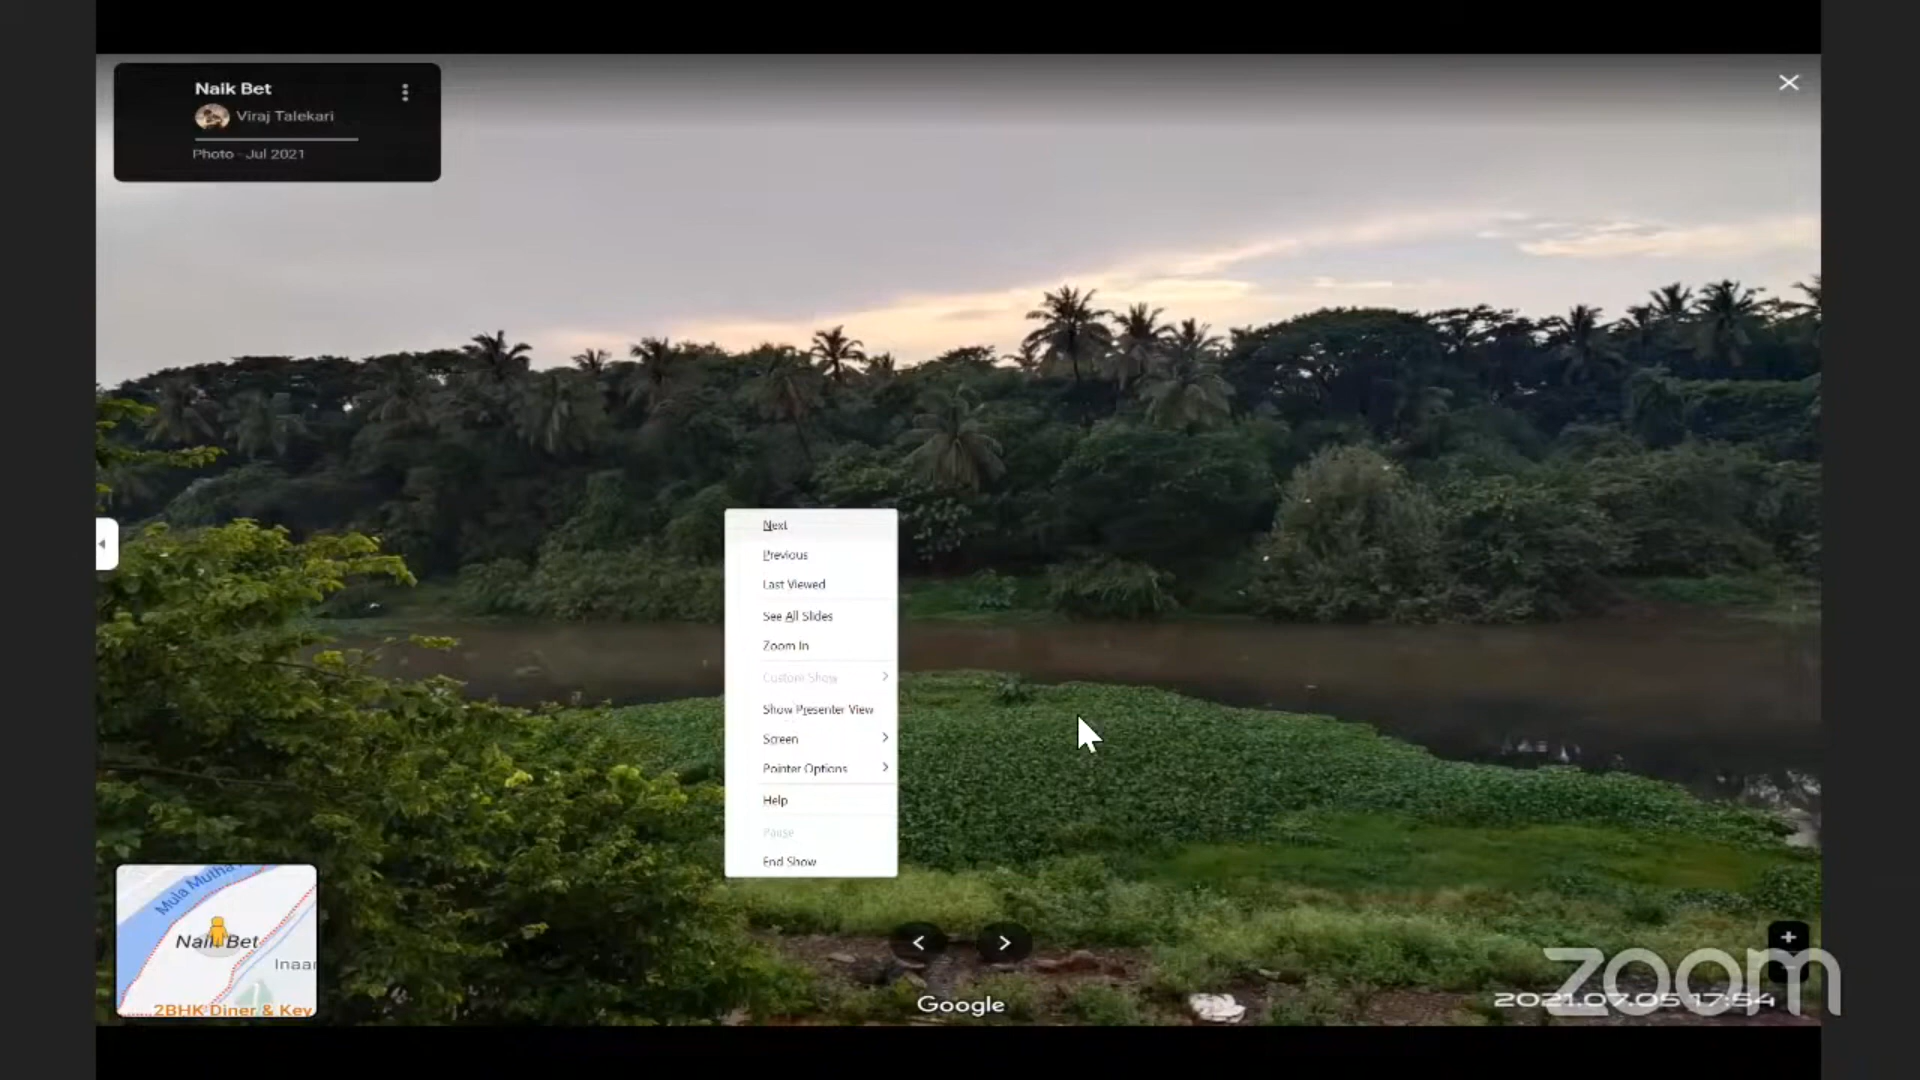 Naik Bet
Viraj Talekari
Photo - Jul 2021
Next
Previous
Last Viewed
See All Slides
Zoom In
Custom Show
Show Presenter View
Screen
Pointer Options
Help
Pause
End Show
Mula Mutha
Naik Bet
Inaar
2BHK Diner & Key
Google
2021.07.05 17:54
zoom